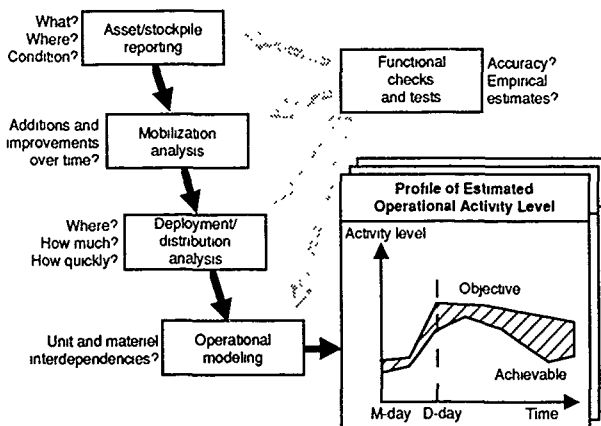 What?
Where?
Condition?
Asset/stockpile
reporting
Functional
checks
and tests
Accuracy?
Empirical
estimates?
Additions and
improvements
over time?
Mobilization
analysis
Where?
How much?
How quickly?
Deployment/
distribution
analysis
Unit and materiel
interdependencies?
Operational
modeling
Profile of Estimated
Operational Activity Level
Activity level
Objective
Achievable
M-day
D-day
Time